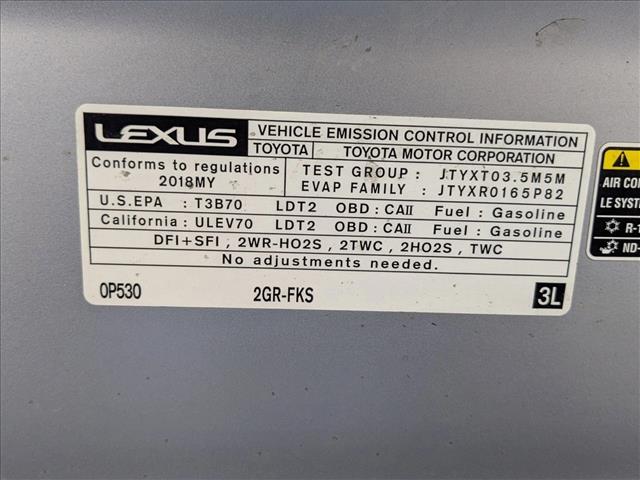 LEXUS VEHICLE EMISSION CONTROL INFORMATION
TOYOTA TOYOTA MOTOR CORPORATION
Conforms to regulations
2018MY
TEST GROUP : JTYXT03.5M5M
EVAP FAMILY : JTYXR0165P82
U.S.EPA : T3B70 LDT2 OBD : CAII Fuel : Gasoline
California : ULEV70 LDT2 OBD : CAII Fuel : Gasoline
DFI+SFI , 2WR-HO2S , 2TWC , 2HO2S , TWC
No adjustments needed.
0P530 2GR-FKS 3L
AIR CO
LE SYSTE
R-1
ND-